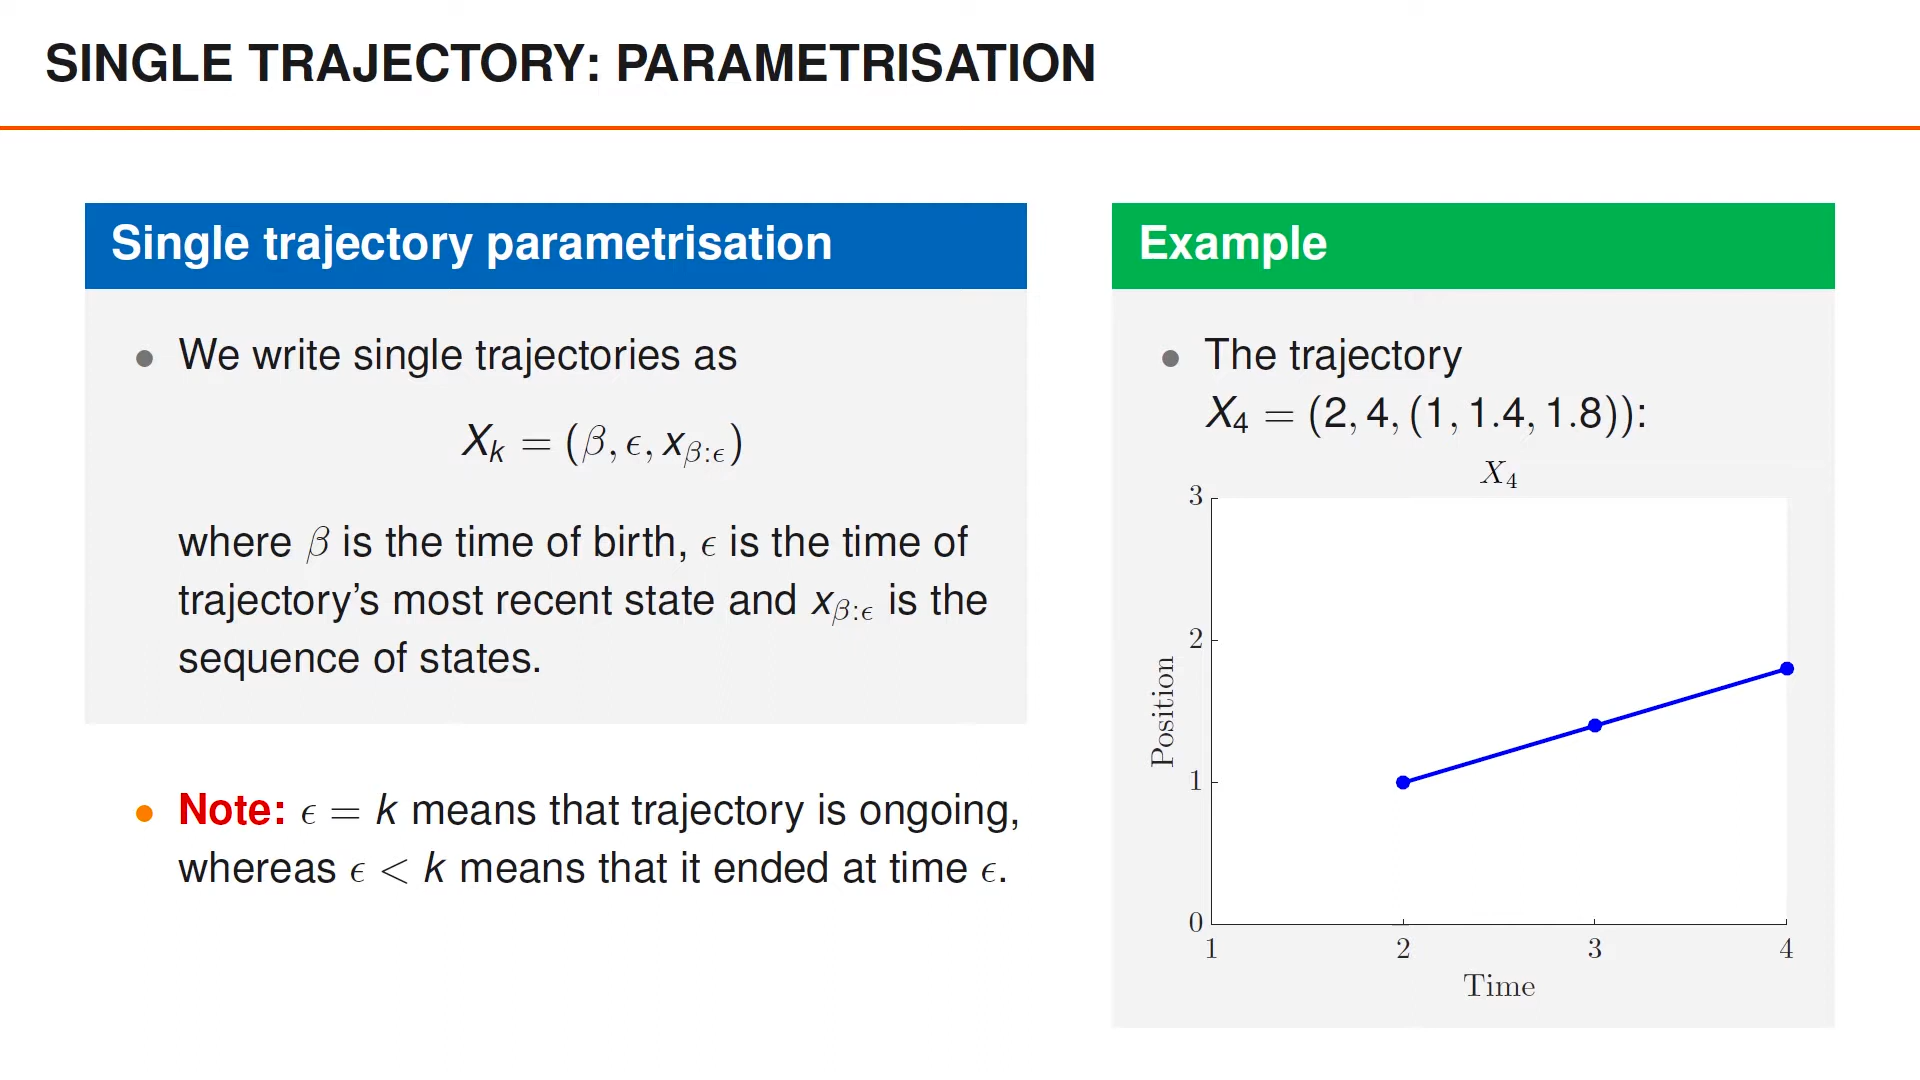 SINGLE TRAJECTORY: PARAMETRISATION
Single trajectory parametrisation
• We write single trajectories as
X_k = (β, ϵ, x_{β:ϵ})
where β is the time of birth, ϵ is the time of
trajectory’s most recent state and x_{β:ϵ} is the
sequence of states.
• Note: ϵ = k means that trajectory is ongoing,
whereas ϵ < k means that it ended at time ϵ.
Example
• The trajectory
X_4 = (2, 4, (1, 1.4, 1.8)):
X_4
3
2
1
0
Position
1 2 3 4
Time